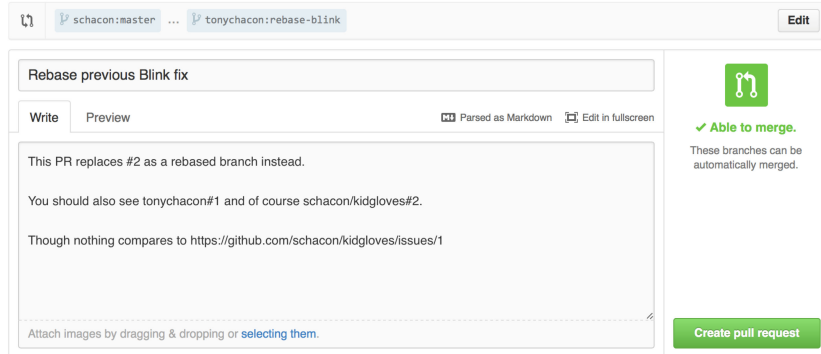 schacon:master ... tonychacon:rebase-blink Edit
Rebase previous Blink fix
Write Preview Parsed as Markdown Edit in fullscreen
This PR replaces #2 as a rebased branch instead.
You should also see tonychacon#1 and of course schacon/kidgloves#2.
Though nothing compares to https://github.com/schacon/kidgloves/issues/1
Attach images by dragging & dropping or selecting them.
Able to merge.
These branches can be
automatically merged.
Create pull request